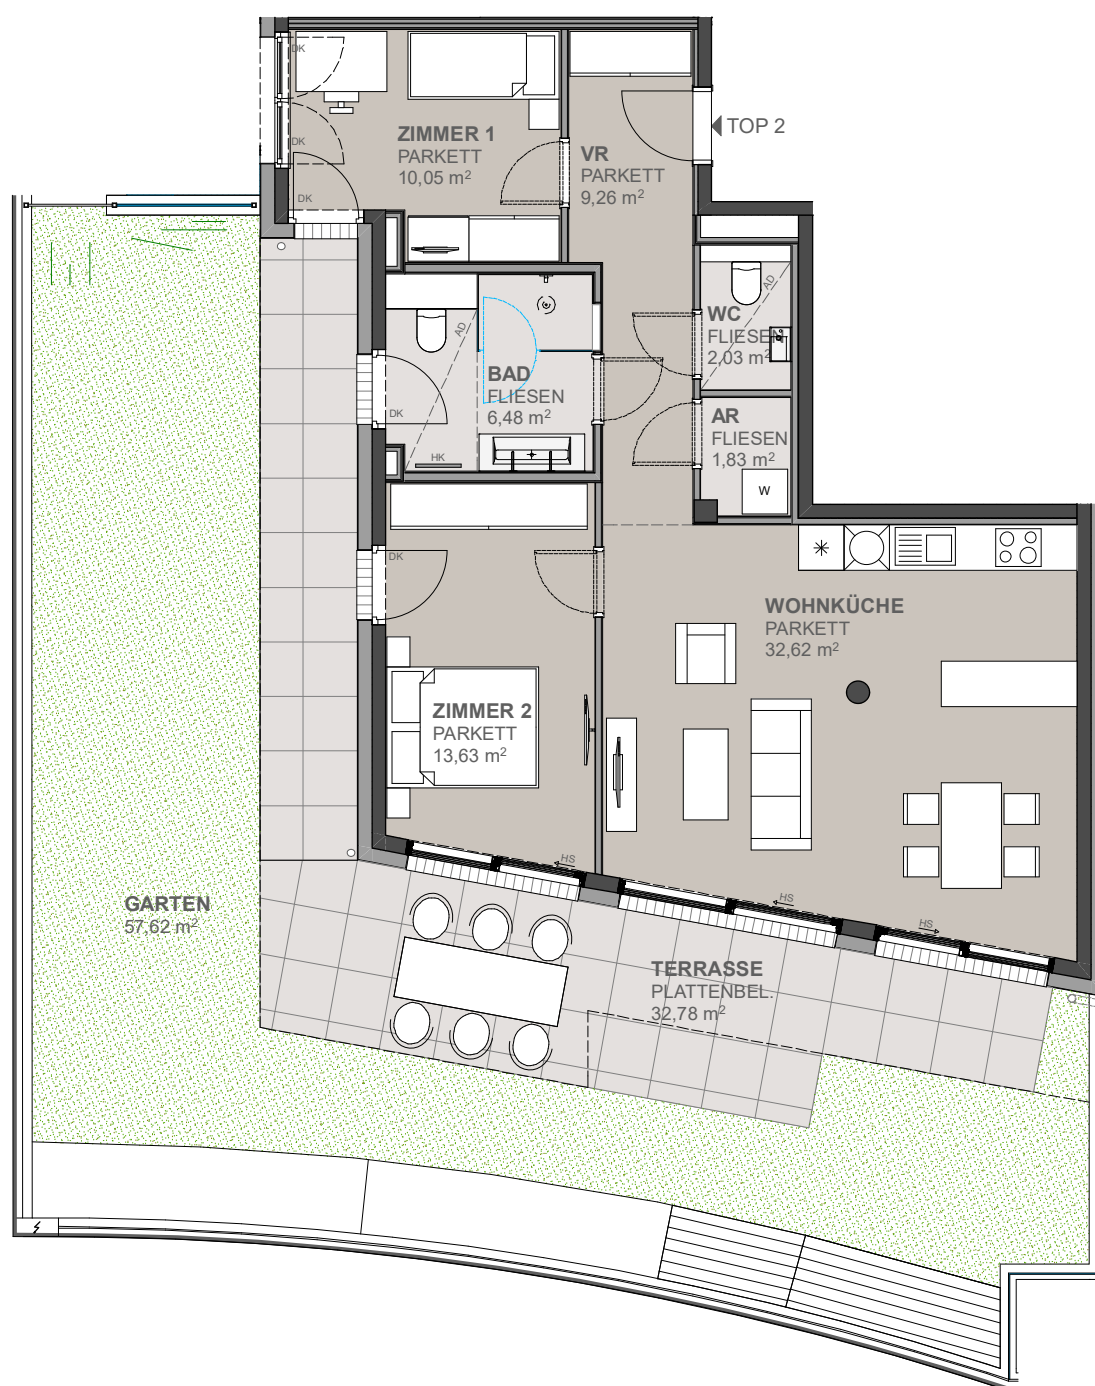 DK
ZIMMER 1
PARKETT
10,05 m²
DK
DK
VR
PARKETT
9,26 m²
TOP 2
AD
WC
FLIESEN
2,03 m²
AD
BAD
FLIESEN
6,48 m²
DK
HK
AR
FLIESEN
1,83 m²
W
DK
WOHNKÜCHE
PARKETT
32,62 m²
ZIMMER 2
PARKETT
13,63 m²
HS
HS
HS
GARTEN
57,62 m²
TERRASSE
PLATTENBEL.
32,78 m²